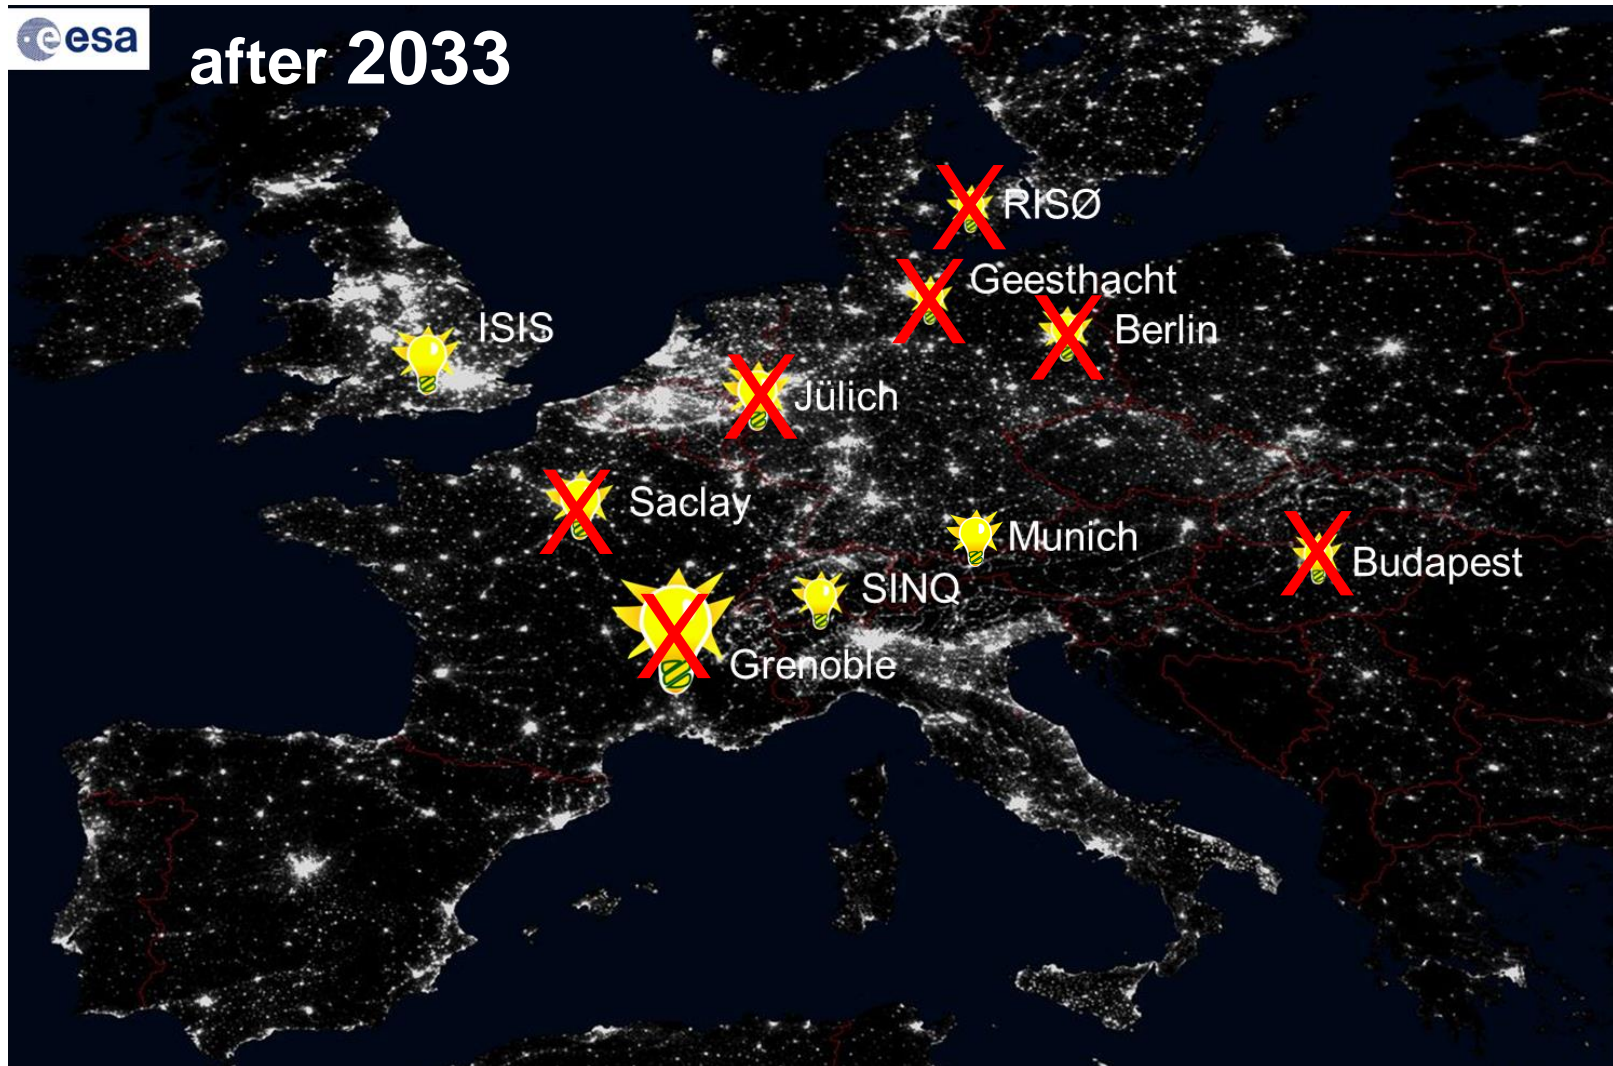 esa
after 2033
RISØ
Geesthacht
ISIS
Berlin
Jülich
Saclay
Munich
Budapest
SINQ
Grenoble